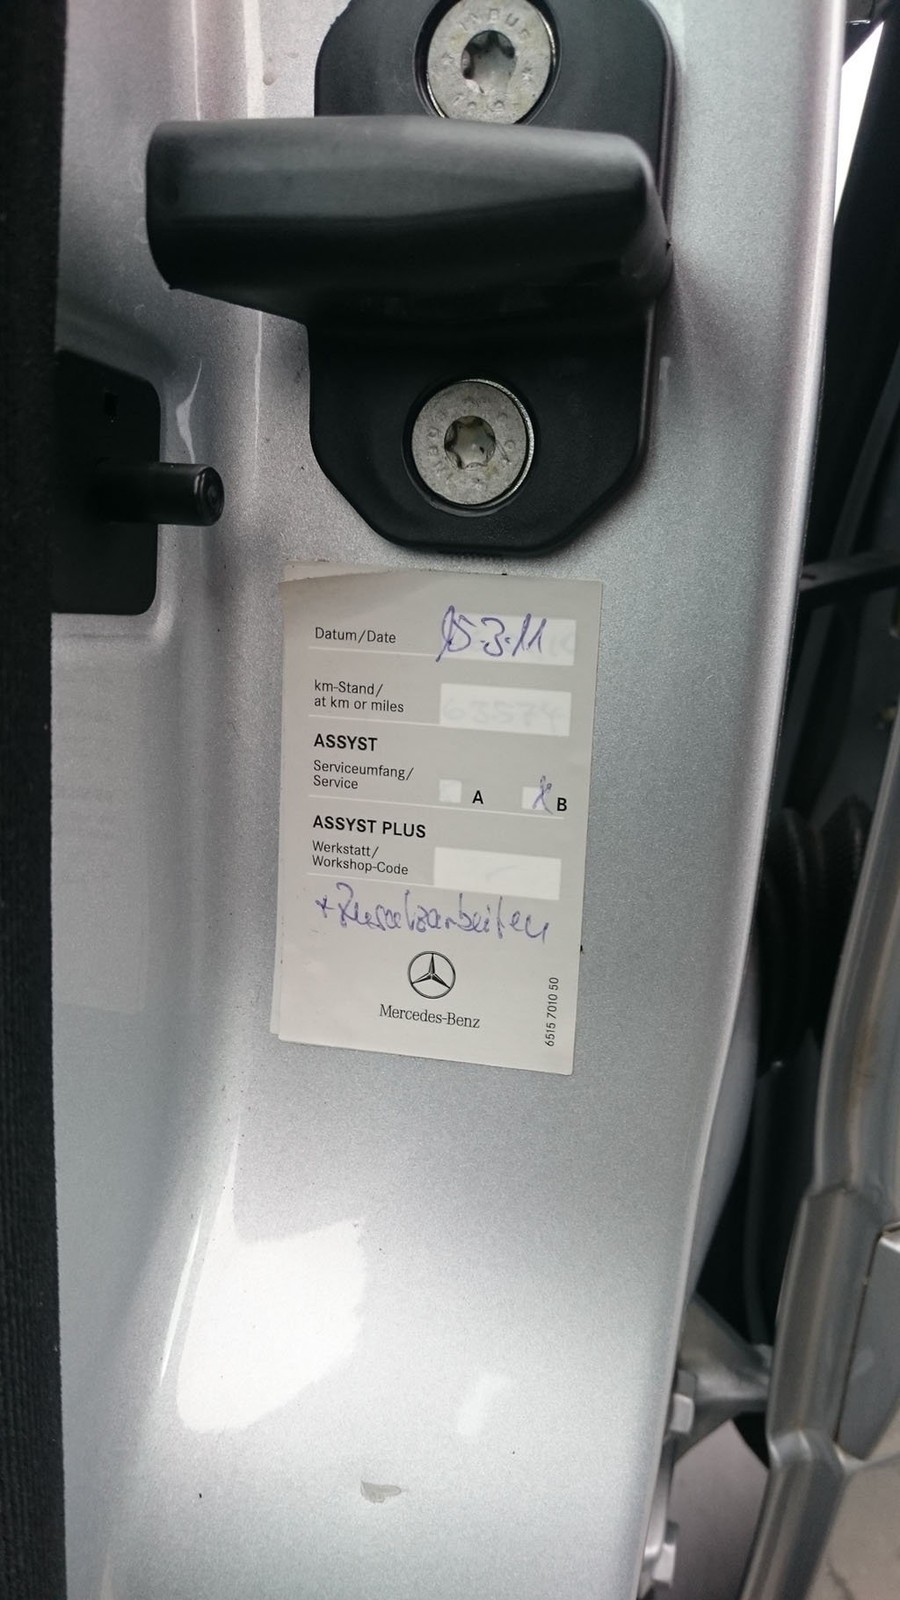 Datum/Date 15.3.11
km-Stand/
at km or miles 63574
ASSYST
Serviceumfang/
Service A X B
ASSYST PLUS
Werkstatt/
Workshop-Code
+ Zusatzarbeiten
Mercedes-Benz
6515 7010 50